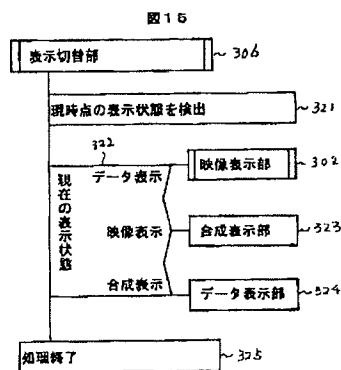 図15
表示切替部 306
現時点の表示状態を検出 321
322
現在の表示状態
データ表示 映像表示部 302
映像表示 合成表示部 323
合成表示 データ表示部 324
処理終了 325